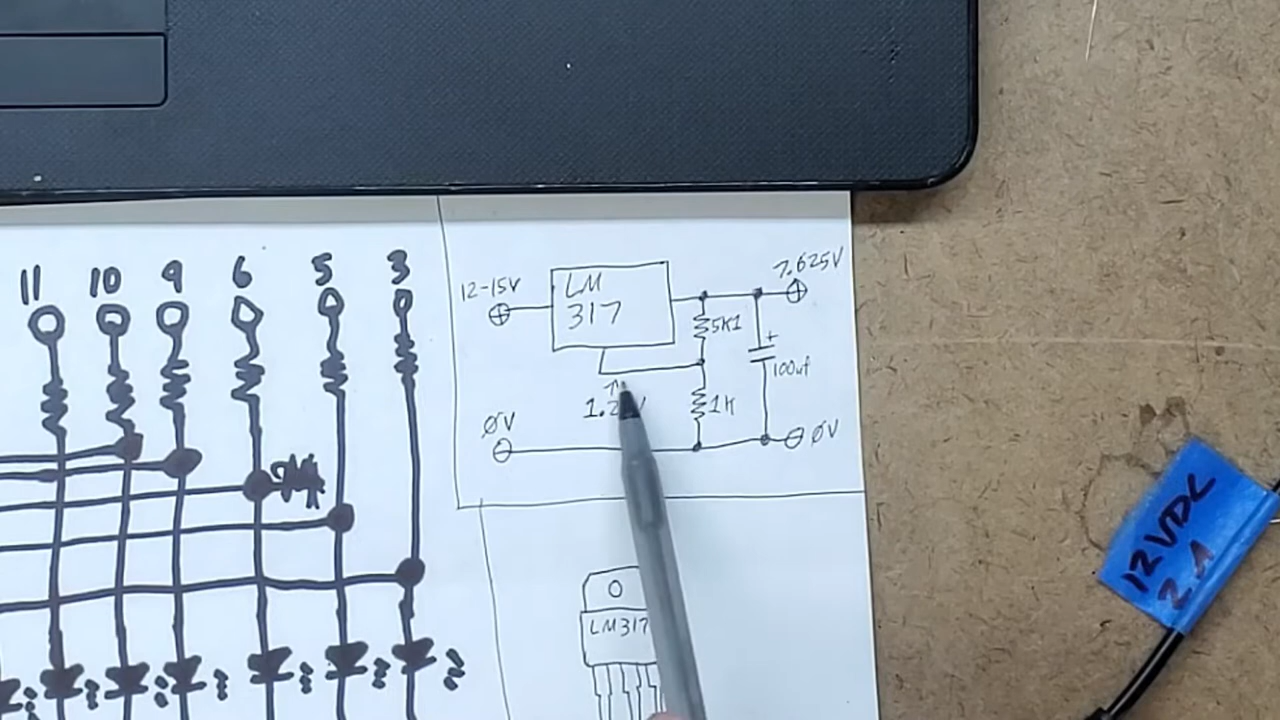 11 10 9 6 5 3
12-15V
LM
317
7.625V
5K1
+
100uf
1K
ØV
ØV
LM317
12VDC
2A